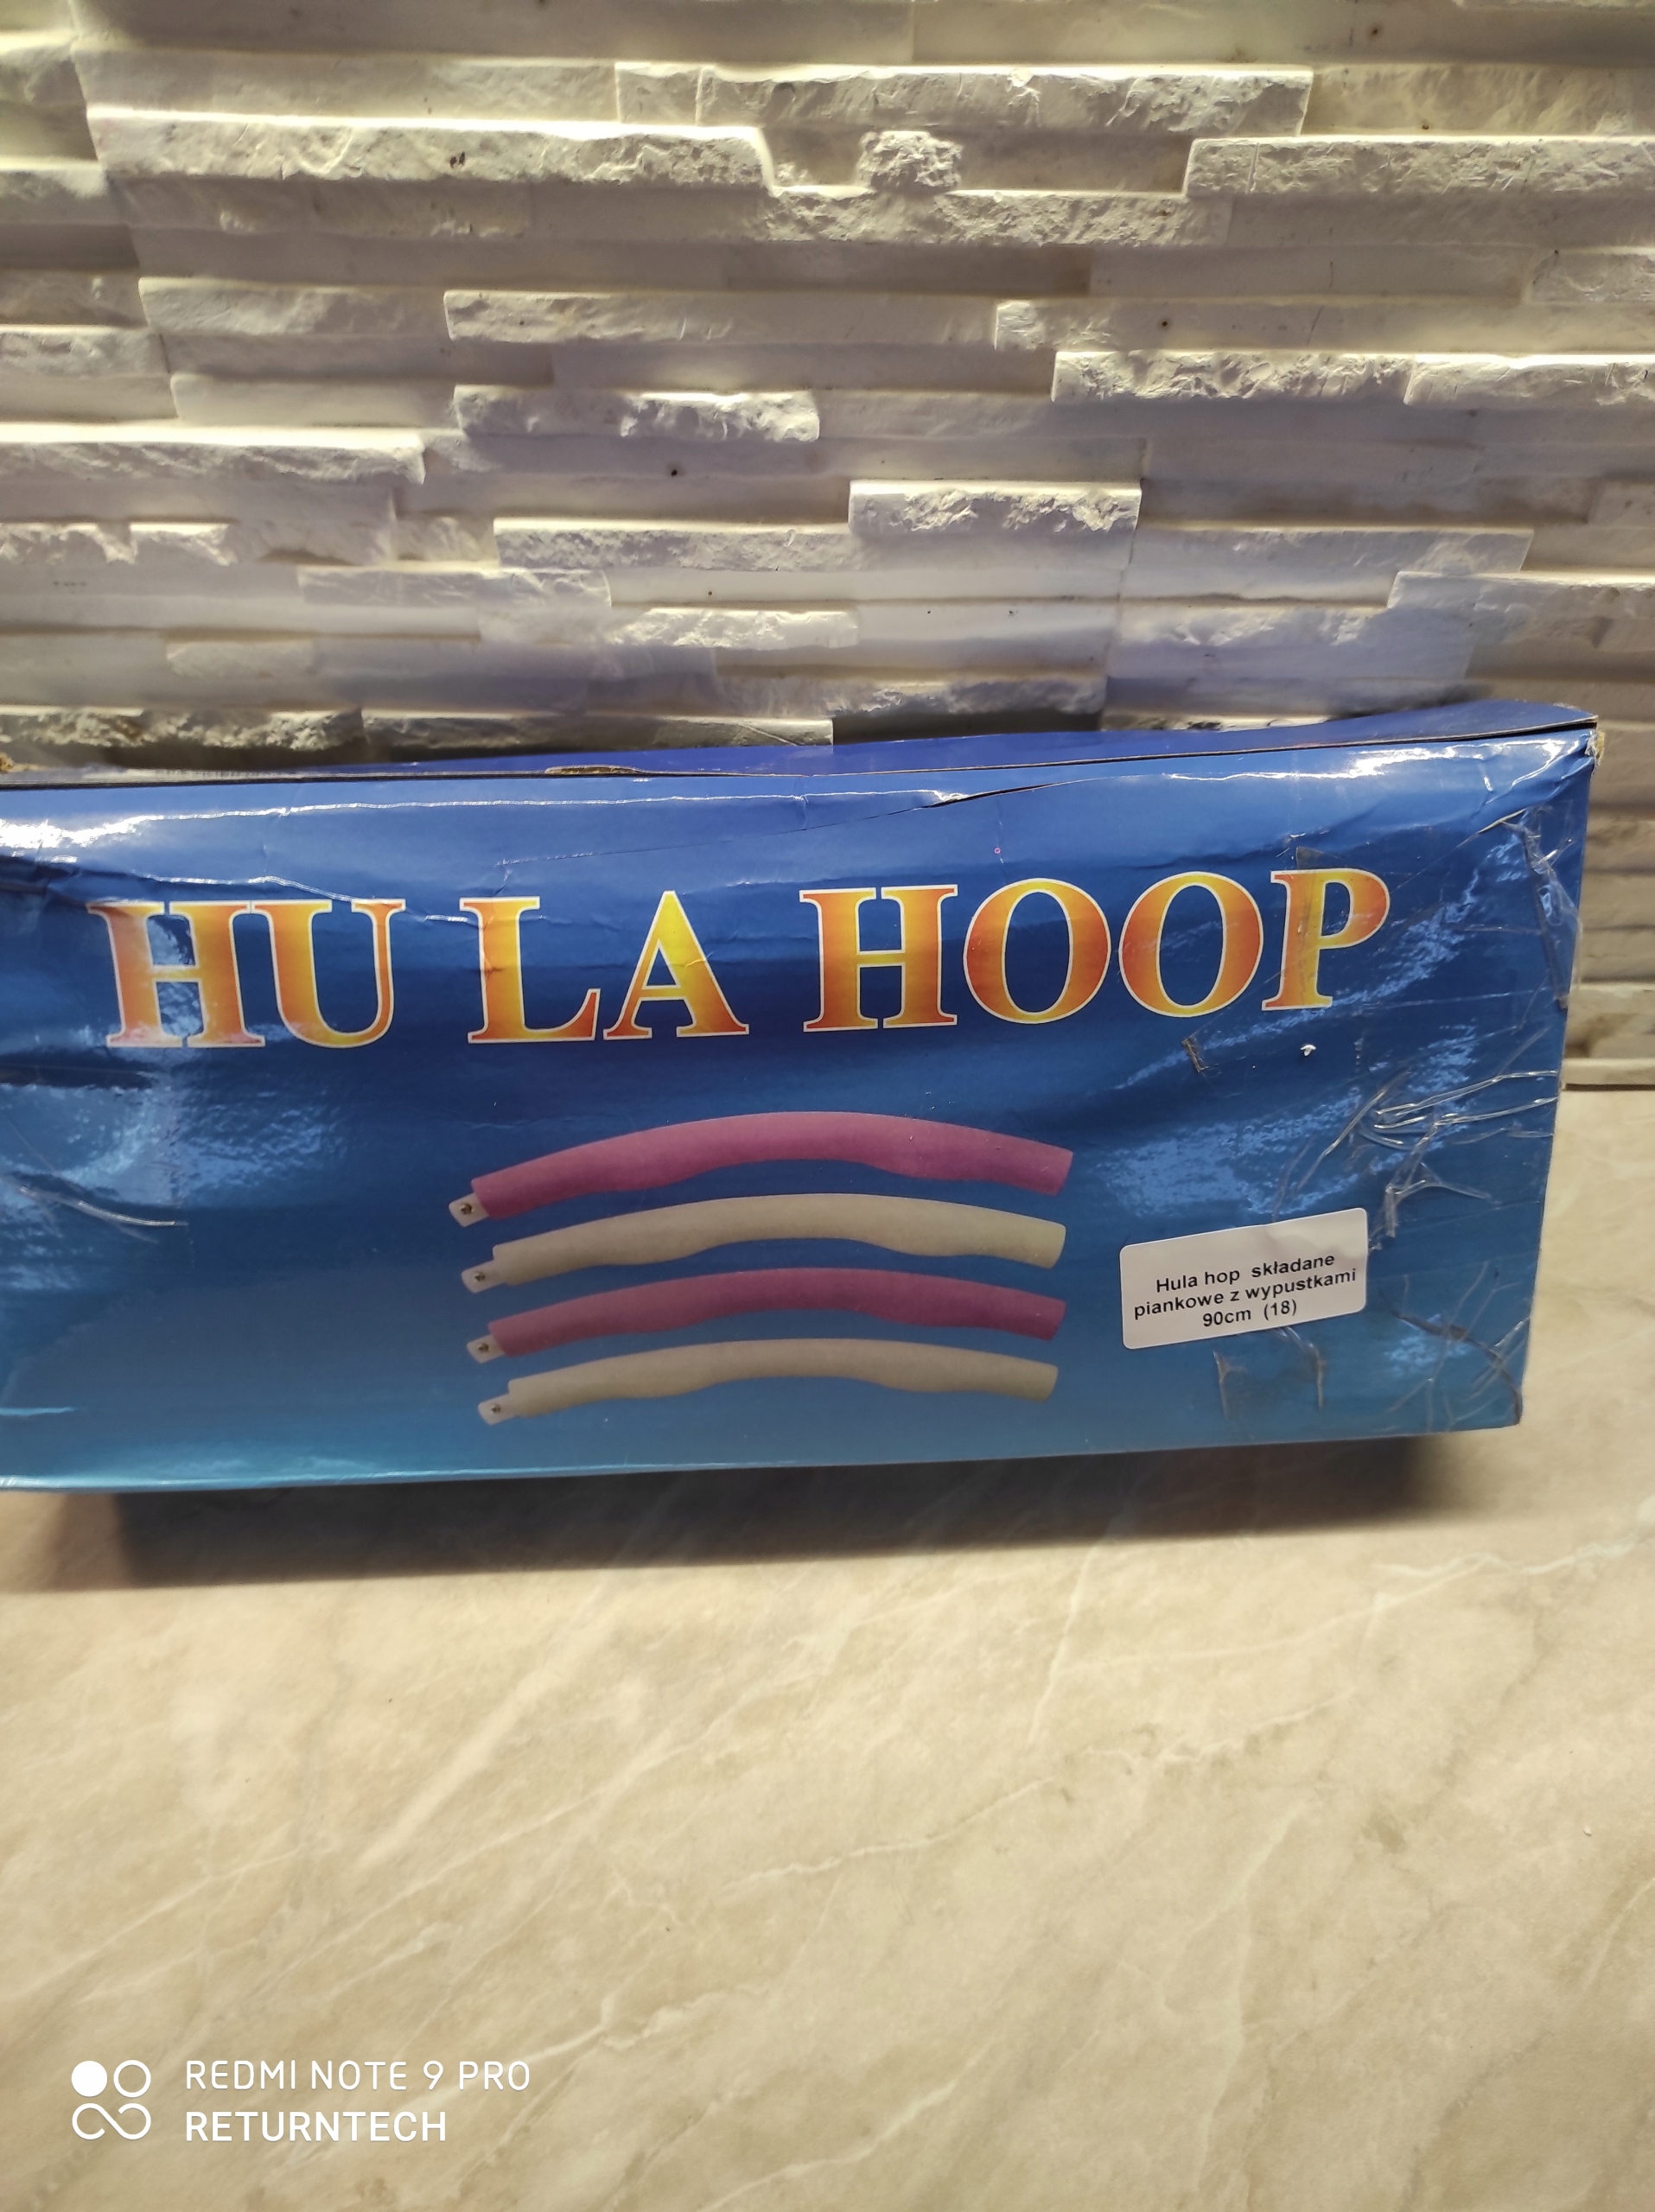 HU LA HOOP
Hula hop składane
piankowe z wypustkami
90cm (18)
REDMI NOTE 9 PRO
RETURNTECH